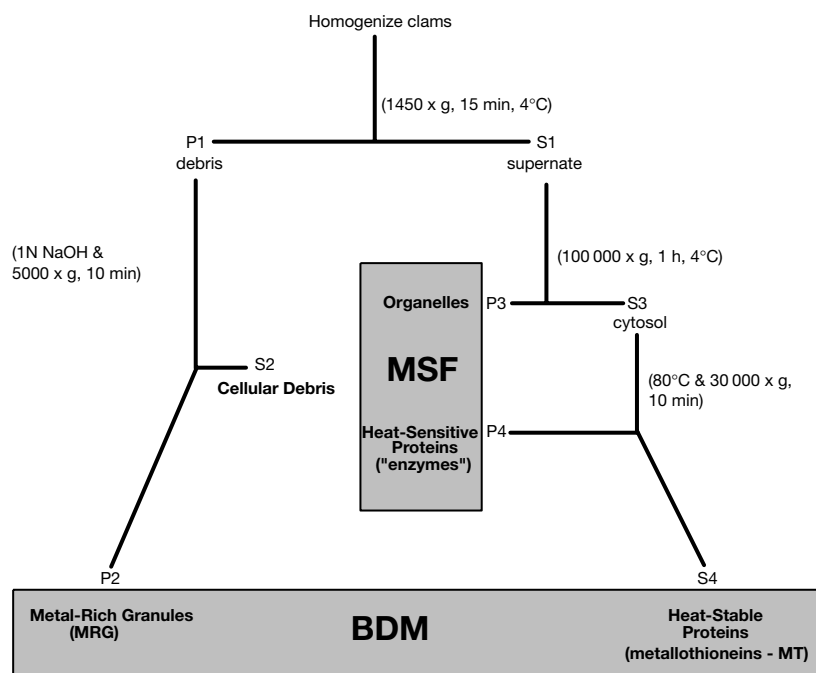 Homogenize clams
(1450 x g, 15 min, 4°C)
P1
debris
S1
supernate
(1N NaOH &
5000 x g, 10 min)
(100 000 x g, 1 h, 4°C)
Organelles
P3
S3
cytosol
MSF
S2
Cellular Debris
(80°C & 30 000 x g,
10 min)
Heat-Sensitive
Proteins
("enzymes")
P4
P2
S4
Metal-Rich Granules
(MRG)
BDM
Heat-Stable
Proteins
(metallothioneins - MT)